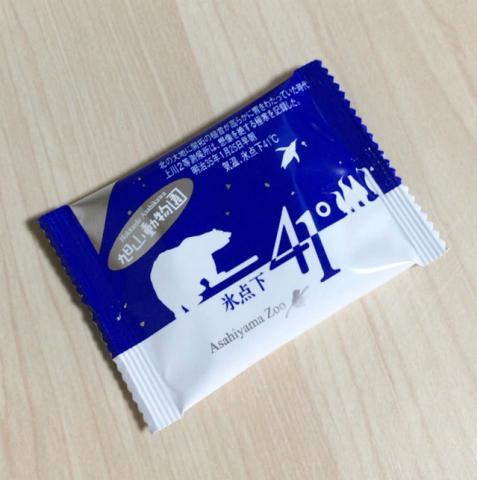 北の大地に開拓の槌音が高らかに響きわたっていた時代
上川2等測候所は、想像を絶する極寒を記録した。
明治35年1月25日早朝
気温、氷点下41℃
Hokkaido Asahikawa
旭山動物園
-41°
氷点下
Asahiyama Zoo